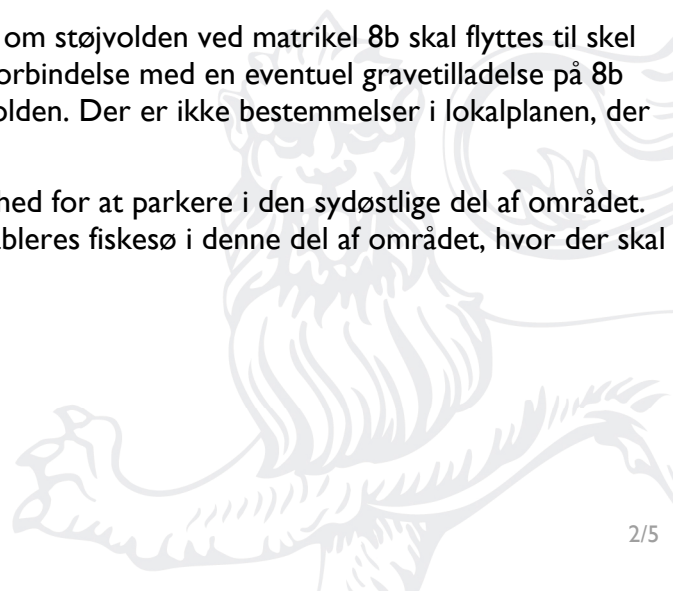 om støjvolden ved matrikel 8b skal flyttes til skel
forbindelse med en eventuel gravetilladelse på 8b
olden. Der er ikke bestemmelser i lokalplanen, der
hed for at parkere i den sydøstlige del af området.
ableres fiskesø i denne del af området, hvor der skal
2/5